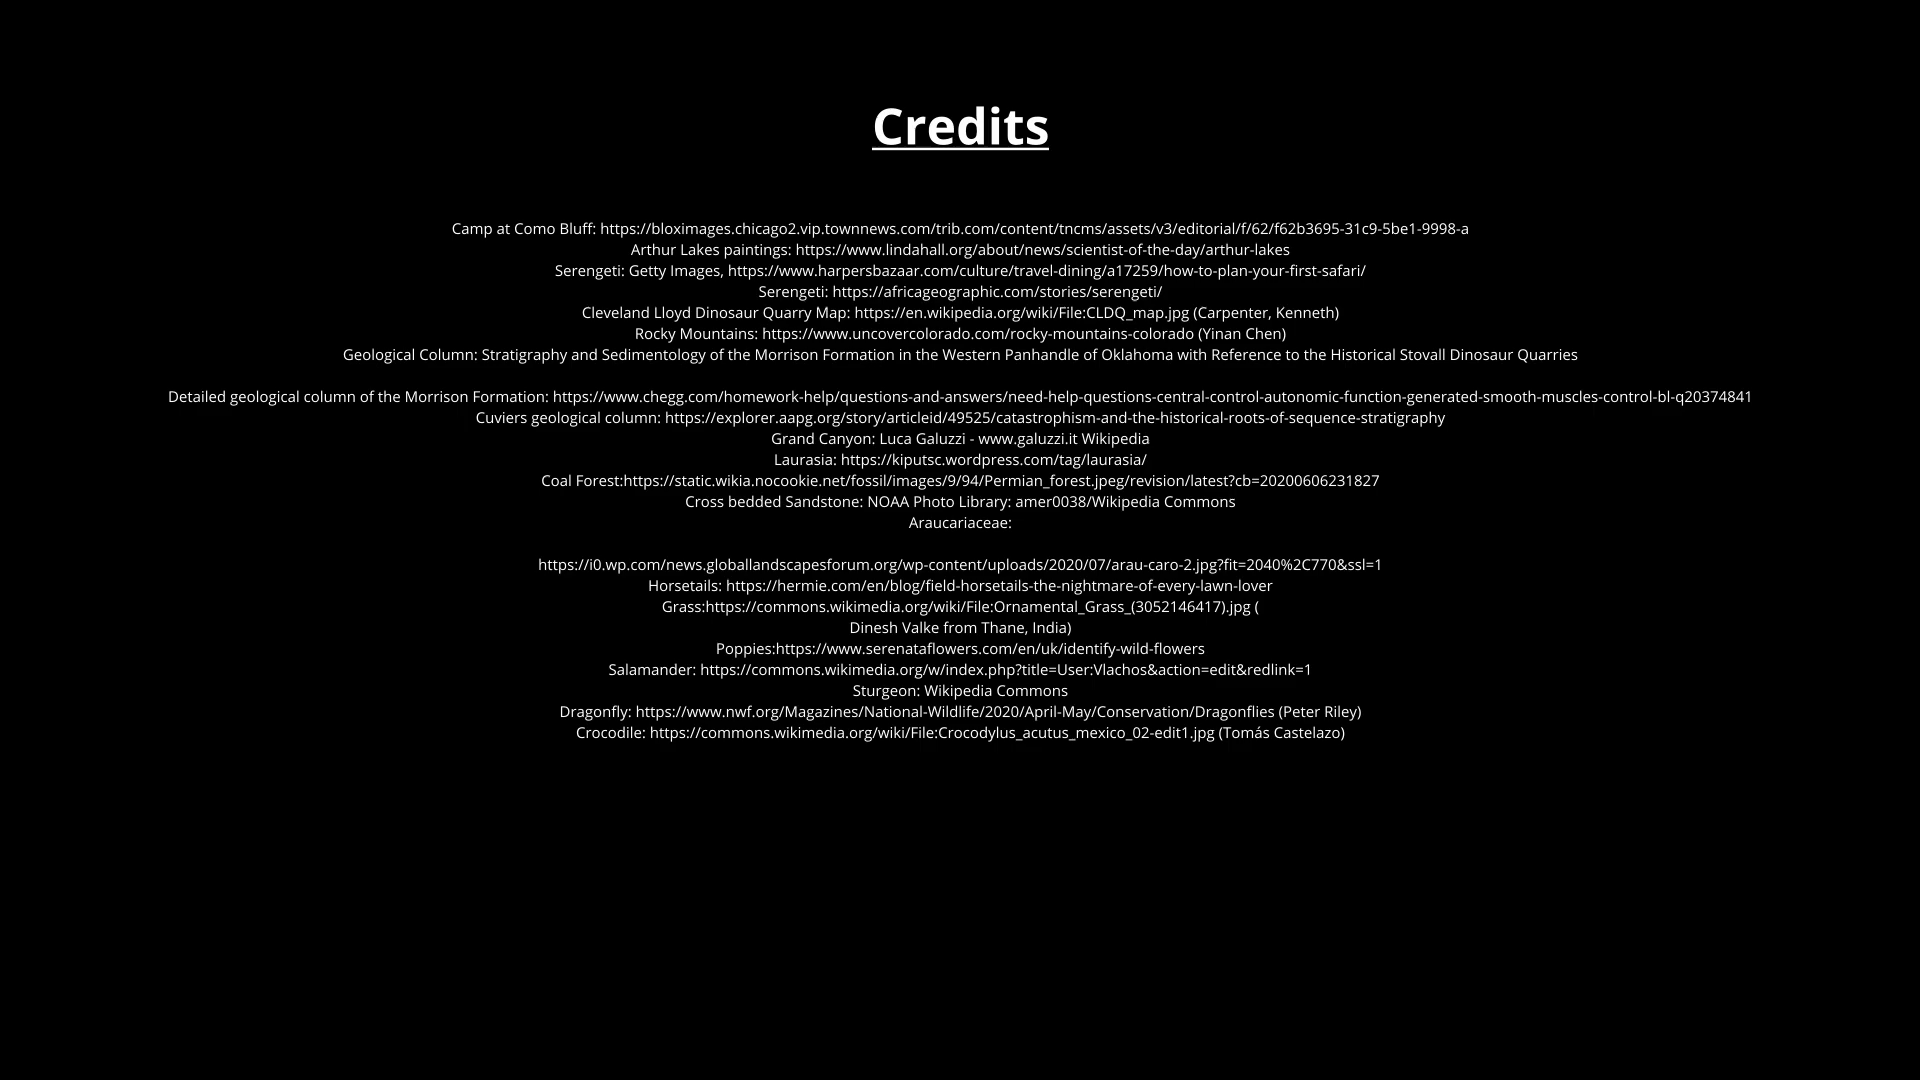 Credits
Camp at Como Bluff: https://bloximages.chicago2.vip.townnews.com/trib.com/content/tncms/assets/v3/editorial/f/62/f62b3695-31c9-5be1-9998-a
Arthur Lakes paintings: https://www.lindahall.org/about/news/scientist-of-the-day/arthur-lakes
Serengeti: Getty Images, https://www.harpersbazaar.com/culture/travel-dining/a17259/how-to-plan-your-first-safari/
Serengeti: https://africageographic.com/stories/serengeti/
Cleveland Lloyd Dinosaur Quarry Map: https://en.wikipedia.org/wiki/File:CLDQ_map.jpg (Carpenter, Kenneth)
Rocky Mountains: https://www.uncovercolorado.com/rocky-mountains-colorado (Yinan Chen)
Geological Column: Stratigraphy and Sedimentology of the Morrison Formation in the Western Panhandle of Oklahoma with Reference to the Historical Stovall Dinosaur Quarries
Detailed geological column of the Morrison Formation: https://www.chegg.com/homework-help/questions-and-answers/need-help-questions-central-control-autonomic-function-generated-smooth-muscles-control-bl-q20374841
Cuviers geological column: https://explorer.aapg.org/story/articleid/49525/catastrophism-and-the-historical-roots-of-sequence-stratigraphy
Grand Canyon: Luca Galuzzi - www.galuzzi.it Wikipedia
Laurasia: https://kiputsc.wordpress.com/tag/laurasia/
Coal Forest:https://static.wikia.nocookie.net/fossil/images/9/94/Permian_forest.jpeg/revision/latest?cb=20200606231827
Cross bedded Sandstone: NOAA Photo Library: amer0038/Wikipedia Commons
Araucariaceae:
https://i0.wp.com/news.globallandscapesforum.org/wp-content/uploads/2020/07/arau-caro-2.jpg?fit=2040%2C770&ssl=1
Horsetails: https://hermie.com/en/blog/field-horsetails-the-nightmare-of-every-lawn-lover
Grass:https://commons.wikimedia.org/wiki/File:Ornamental_Grass_(3052146417).jpg (
Dinesh Valke from Thane, India)
Poppies:https://www.serenataflowers.com/en/uk/identify-wild-flowers
Salamander: https://commons.wikimedia.org/w/index.php?title=User:Vlachos&action=edit&redlink=1
Sturgeon: Wikipedia Commons
Dragonfly: https://www.nwf.org/Magazines/National-Wildlife/2020/April-May/Conservation/Dragonflies (Peter Riley)
Crocodile: https://commons.wikimedia.org/wiki/File:Crocodylus_acutus_mexico_02-edit1.jpg (Tomás Castelazo)